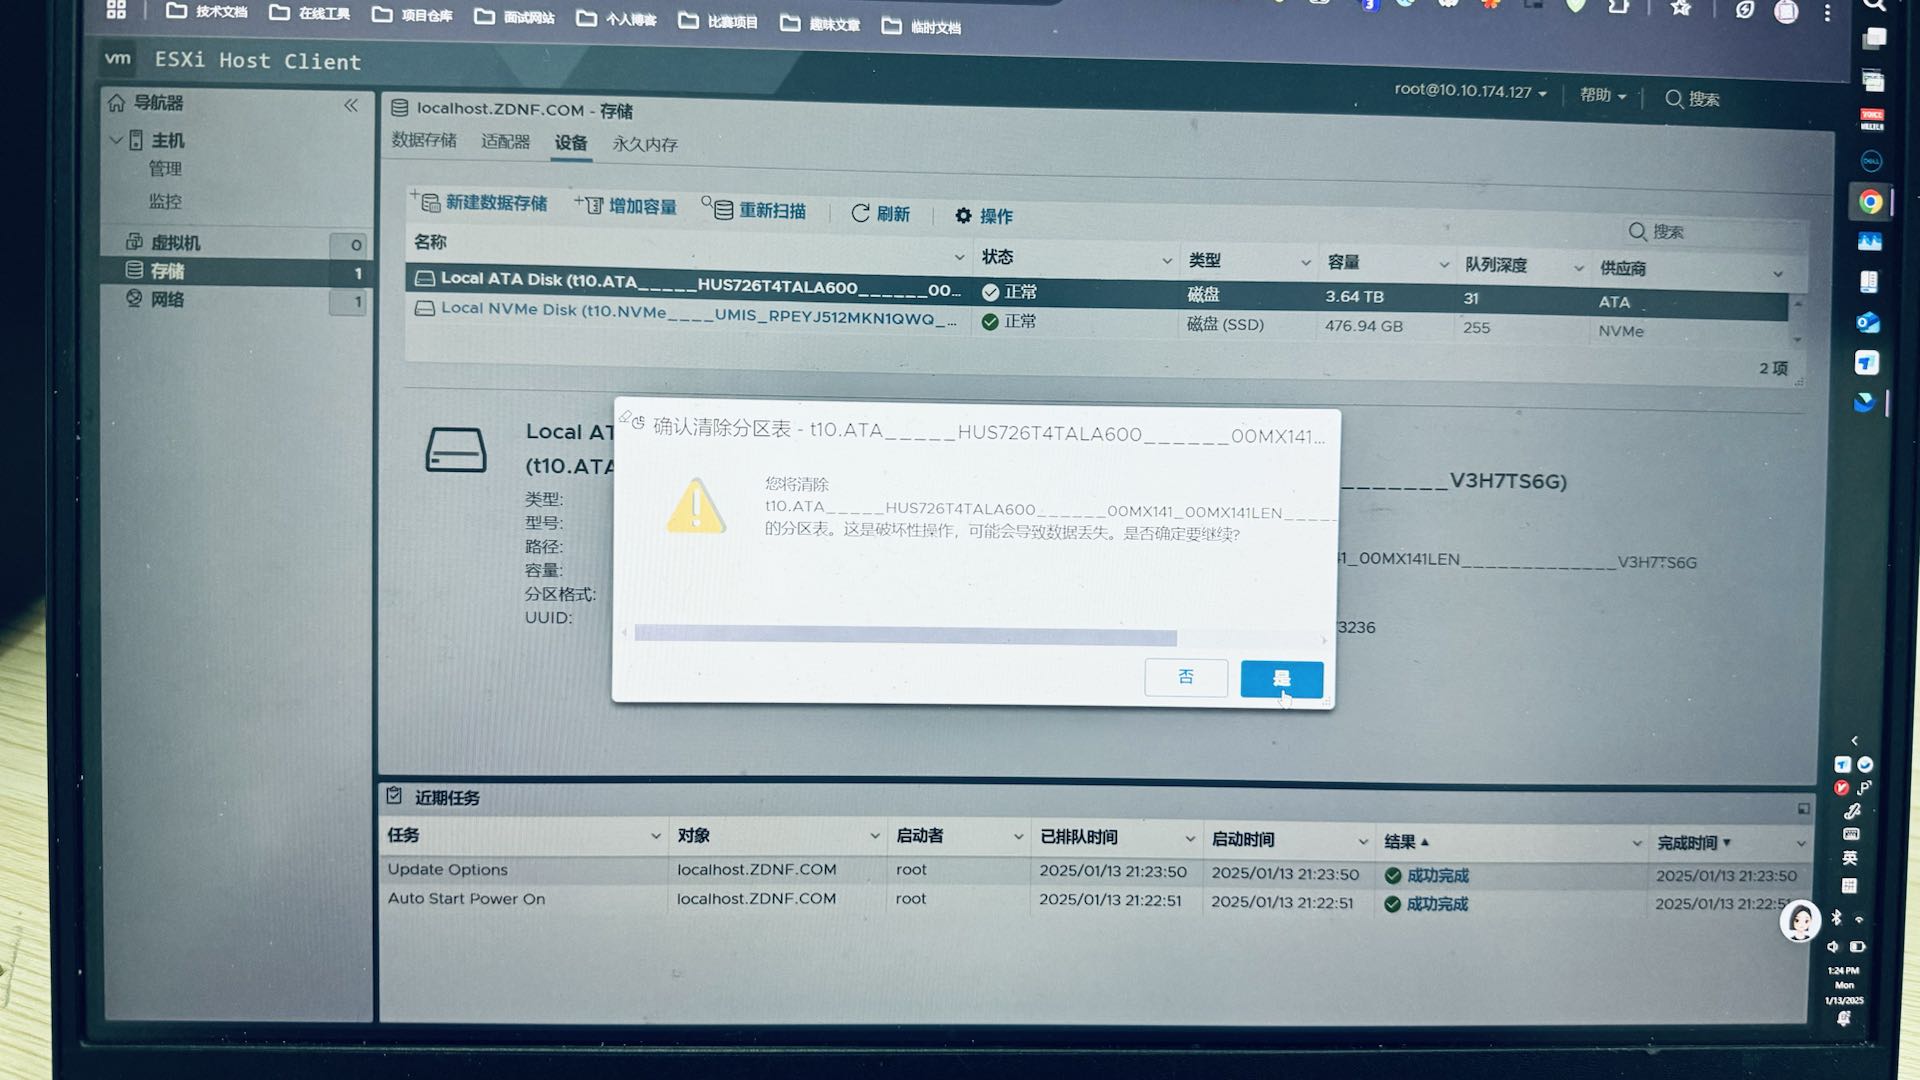 技术文档 在线工具 项目仓库 面试网站 个人博客 比赛项目 趣味文章 临时文档
vm ESXi Host Client
root@10.10.174.127 帮助 搜索
导航器
主机
管理
监控
虚拟机 0
存储 1
网络 1
localhost.ZDNF.COM - 存储
数据存储 适配器 设备 永久内存
新建数据存储 增加容量 重新扫描 刷新 操作
搜索
名称 状态 类型 容量 队列深度 供应商
Local ATA Disk (t10.ATA_____HUS726T4TALA600______00... 正常 磁盘 3.64 TB 31 ATA
Local NVMe Disk (t10.NVMe____UMIS_RPEYJ512MKN1QWQ_... 正常 磁盘 (SSD) 476.94 GB 255 NVMe
2 项
Local AT
(t10.ATA
_______V3H7TS6G)
类型:
型号:
路径:
1_00MX141LEN_____________V3H7TS6G
容量:
分区格式:
UUID:
3236
确认清除分区表 - t10.ATA_____HUS726T4TALA600______00MX141...
您将清除
t10.ATA_____HUS726T4TALA600______00MX141_00MX141LEN_____
的分区表。这是破坏性操作，可能会导致数据丢失。是否确定要继续?
否 是
近期任务
任务 对象 启动者 已排队时间 启动时间 结果 完成时间
Update Options localhost.ZDNF.COM root 2025/01/13 21:23:50 2025/01/13 21:23:50 成功完成 2025/01/13 21:23:50
Auto Start Power On localhost.ZDNF.COM root 2025/01/13 21:22:51 2025/01/13 21:22:51 成功完成 2025/01/13 21:22:51
英
1:24 PM
Mon
1/13/2025